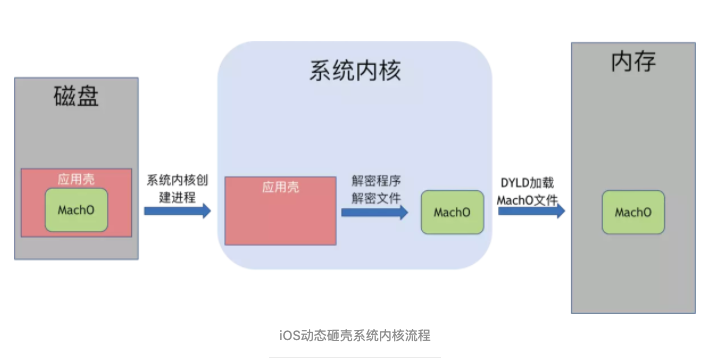 磁盘
应用壳
MachO
系统内核创
建进程
系统内核
应用壳
解密程序
解密文件
MachO
DYLD加载
MachO文件
内存
MachO
iOS动态砸壳系统内核流程